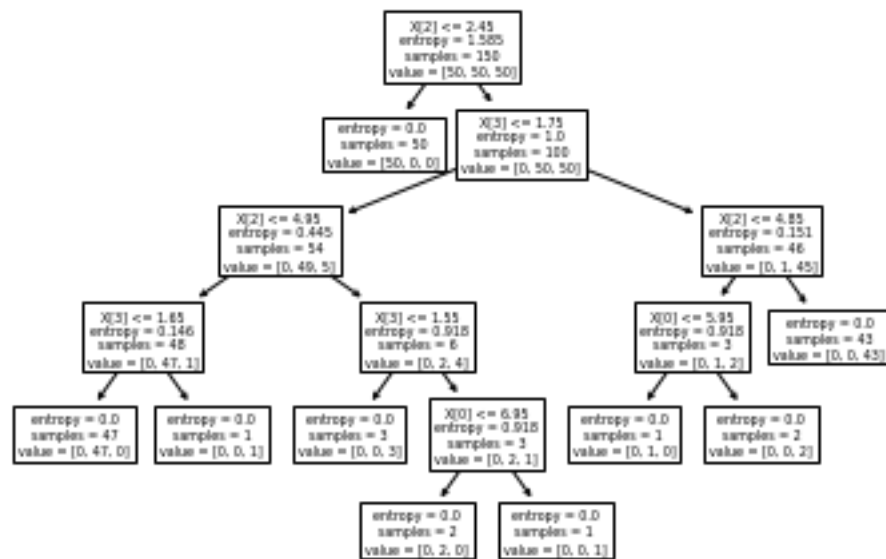 X[2] <= 2.45
entropy = 1.585
samples = 150
value = [50, 50, 50]
entropy = 0.0
samples = 50
value = [50, 0, 0]
X[3] <= 1.75
entropy = 1.0
samples = 100
value = [0, 50, 50]
X[2] <= 4.95
entropy = 0.445
samples = 54
value = [0, 49, 5]
X[2] <= 4.85
entropy = 0.151
samples = 46
value = [0, 1, 45]
X[3] <= 1.65
entropy = 0.146
samples = 48
value = [0, 47, 1]
X[3] <= 1.55
entropy = 0.918
samples = 6
value = [0, 2, 4]
X[0] <= 5.95
entropy = 0.918
samples = 3
value = [0, 1, 2]
entropy = 0.0
samples = 43
value = [0, 0, 43]
entropy = 0.0
samples = 47
value = [0, 47, 0]
entropy = 0.0
samples = 1
value = [0, 0, 1]
entropy = 0.0
samples = 3
value = [0, 0, 3]
X[0] <= 6.95
entropy = 0.918
samples = 3
value = [0, 2, 1]
entropy = 0.0
samples = 1
value = [0, 1, 0]
entropy = 0.0
samples = 2
value = [0, 0, 2]
entropy = 0.0
samples = 2
value = [0, 2, 0]
entropy = 0.0
samples = 1
value = [0, 0, 1]